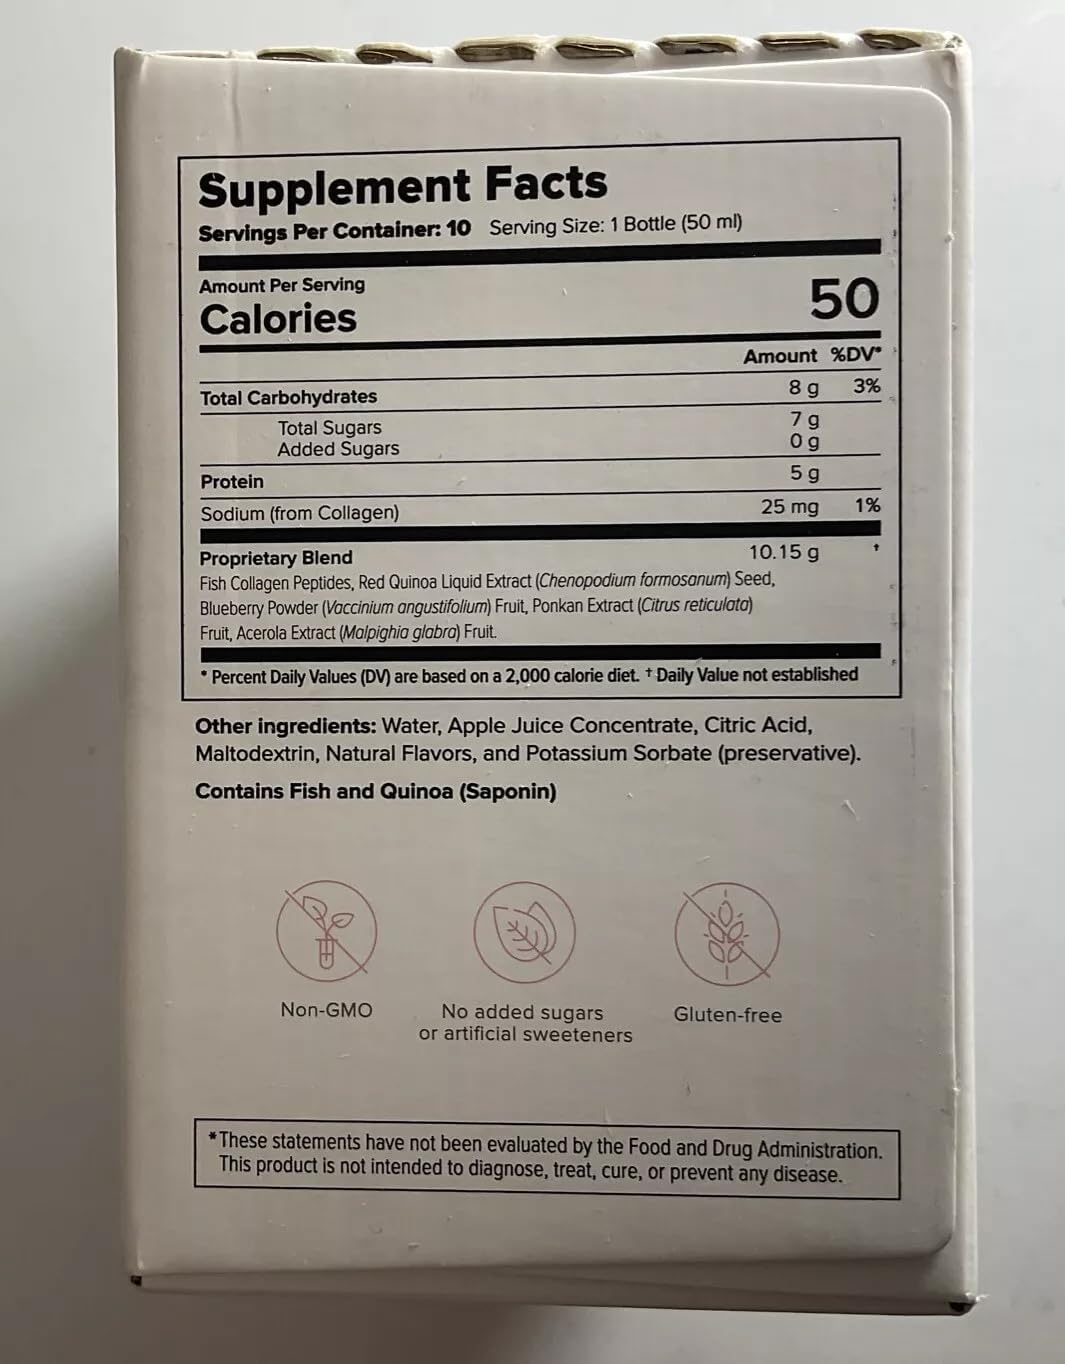 Supplement Facts
Servings Per Container: 10 Serving Size: 1 Bottle (50 ml)
Amount Per Serving
Calories 50
Amount %DV*
Total Carbohydrates 8 g 3%
Total Sugars 7 g
Added Sugars 0 g
Protein 5 g
Sodium (from Collagen) 25 mg 1%
Proprietary Blend 10.15 g †
Fish Collagen Peptides, Red Quinoa Liquid Extract (Chenopodium formosanum) Seed,
Blueberry Powder (Vaccinium angustifolium) Fruit, Ponkan Extract (Citrus reticulata)
Fruit, Acerola Extract (Malpighia glabra) Fruit.
* Percent Daily Values (DV) are based on a 2,000 calorie diet. † Daily Value not established
Other ingredients: Water, Apple Juice Concentrate, Citric Acid,
Maltodextrin, Natural Flavors, and Potassium Sorbate (preservative).
Contains Fish and Quinoa (Saponin)
Non-GMO
No added sugars
or artificial sweeteners
Gluten-free
*These statements have not been evaluated by the Food and Drug Administration.
This product is not intended to diagnose, treat, cure, or prevent any disease.